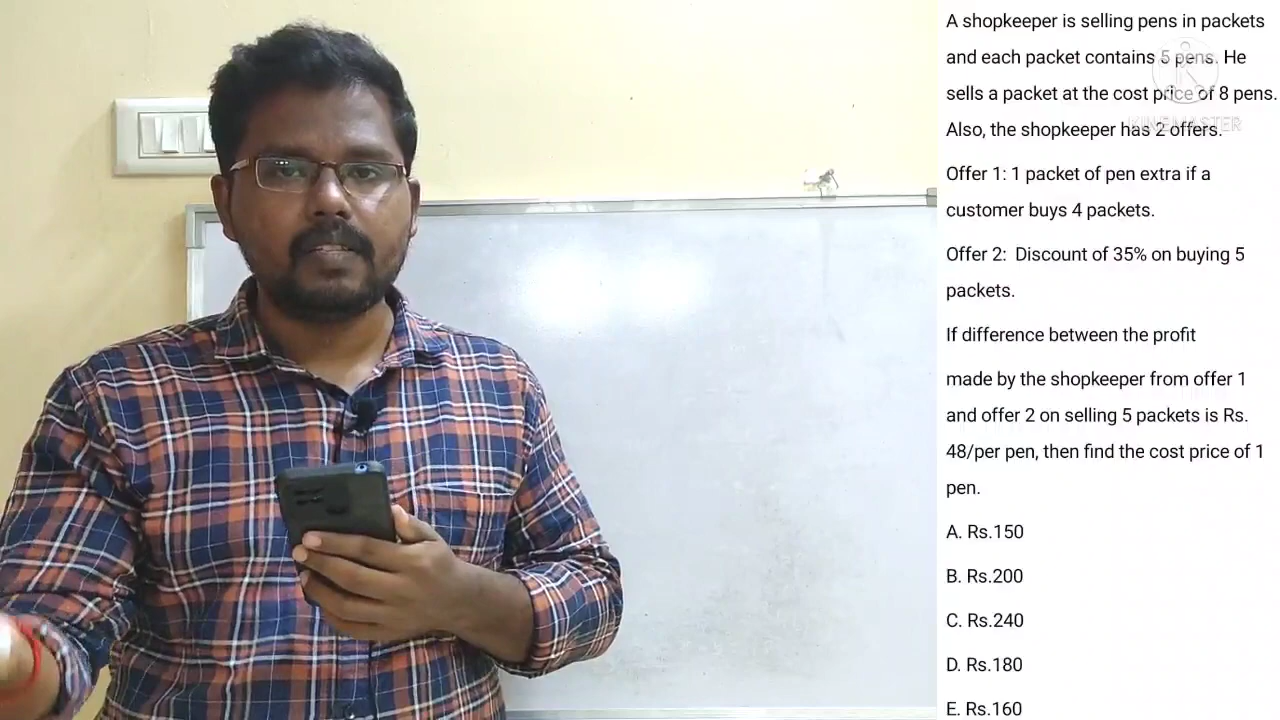 A shopkeeper is selling pens in packets
and each packet contains 5 pens. He
sells a packet at the cost price of 8 pens.
Also, the shopkeeper has 2 offers.
KINEMASTER
Offer 1: 1 packet of pen extra if a
customer buys 4 packets.
Offer 2: Discount of 35% on buying 5
packets.
If difference between the profit
made by the shopkeeper from offer 1
and offer 2 on selling 5 packets is Rs.
48/per pen, then find the cost price of 1
pen.
A. Rs.150
B. Rs.200
C. Rs.240
D. Rs.180
E. Rs.160